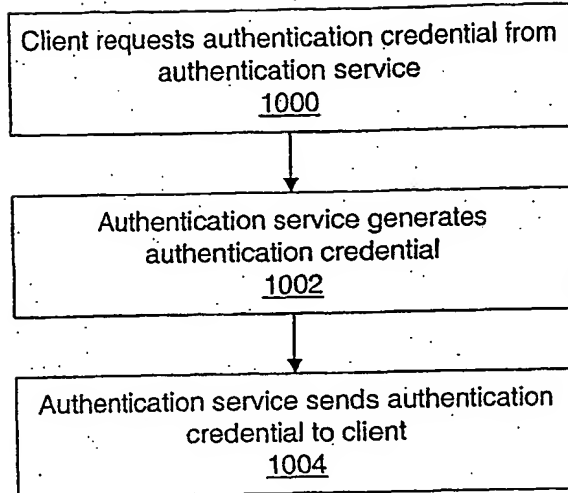 Client requests authentication credential from
authentication service
1000
Authentication service generates
authentication credential
1002
Authentication service sends authentication
credential to client
1004